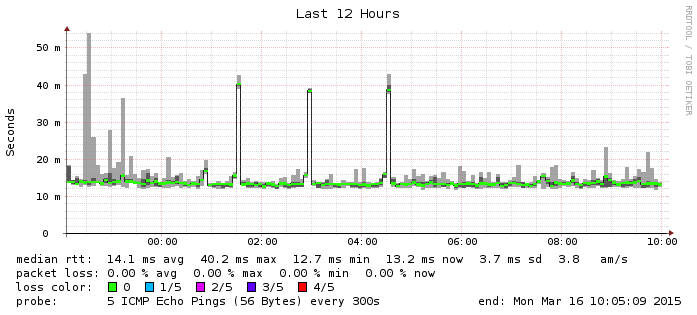 Last 12 Hours
RRDTOOL / TOBI OETIKER
Seconds
50 m
40 m
30 m
20 m
10 m
0
00:00 02:00 04:00 06:00 08:00 10:00
median rtt: 14.1 ms avg 40.2 ms max 12.7 ms min 13.2 ms now 3.7 ms sd 3.8 am/s
packet loss: 0.00 % avg 0.00 % max 0.00 % min 0.00 % now
loss color: 0 1/5 2/5 3/5 4/5
probe: 5 ICMP Echo Pings (56 Bytes) every 300s end: Mon Mar 16 10:05:09 2015